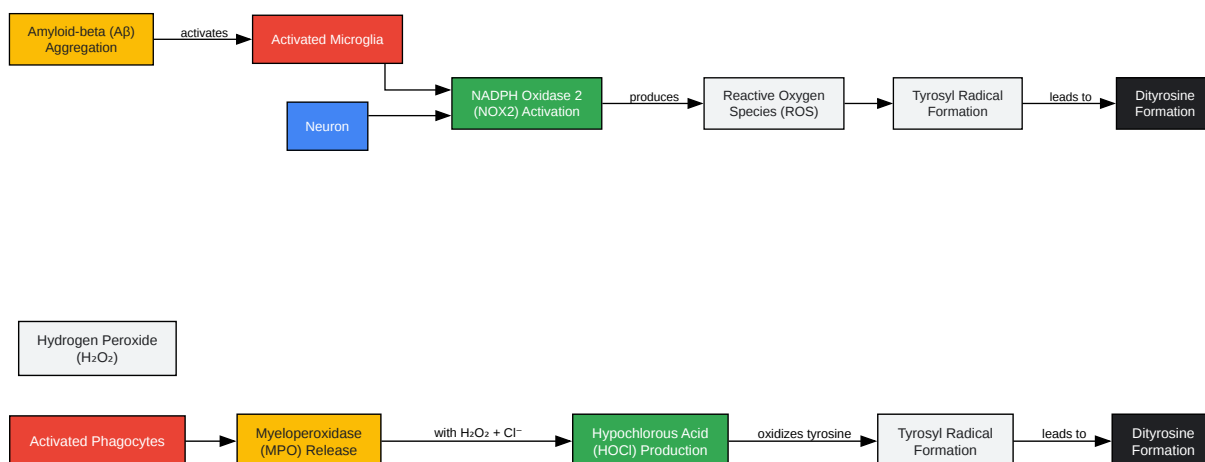 Amyloid-beta (Aβ)
Aggregation
activates
Activated Microglia
Neuron
NADPH Oxidase 2
(NOX2) Activation
produces
Reactive Oxygen
Species (ROS)
Tyrosyl Radical
Formation
leads to
Dityrosine
Formation
Hydrogen Peroxide
(H₂O₂)
Activated Phagocytes
Myeloperoxidase
(MPO) Release
with H₂O₂ + Cl⁻
Hypochlorous Acid
(HOCl) Production
oxidizes tyrosine
Tyrosyl Radical
Formation
leads to
Dityrosine
Formation